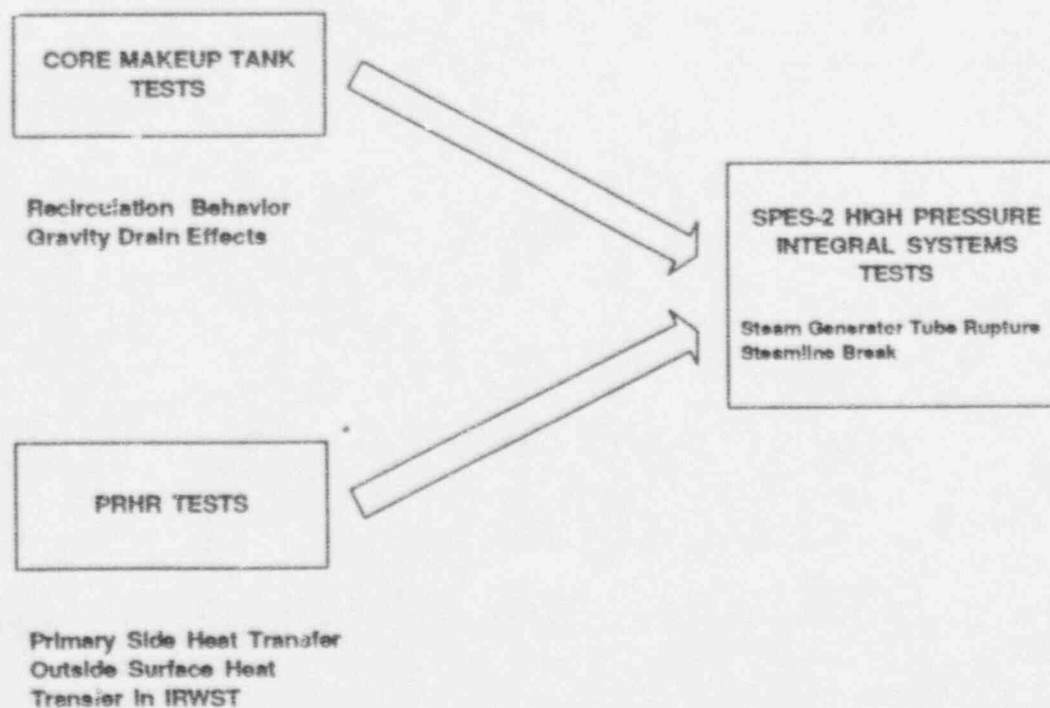 CORE MAKEUP TANK
TESTS
Recirculation Behavior
Gravity Drain Effects
SPES-2 HIGH PRESSURE
INTEGRAL SYSTEMS
TESTS
Steam Generator Tube Rupture
Steamline Break
PRHR TESTS
Primary Side Heat Transfer
Outside Surface Heat
Transfer in IRWST